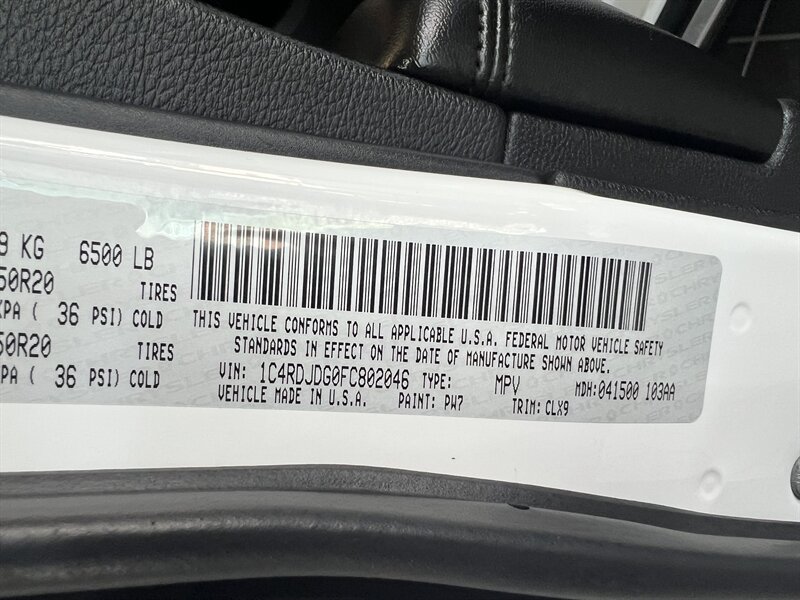 9 KG 6500 LB
50R20 TIRES
KPA ( 36 PSI) COLD
50R20 TIRES
PA ( 36 PSI) COLD
THIS VEHICLE CONFORMS TO ALL APPLICABLE U.S.A. FEDERAL MOTOR VEHICLE SAFETY
STANDARDS IN EFFECT ON THE DATE OF MANUFACTURE SHOWN ABOVE.
VIN: 1C4RDJDG0FC802046 TYPE: MPV MDH:041500 103AA
VEHICLE MADE IN U.S.A. PAINT: PW7 TRIM: CLX9